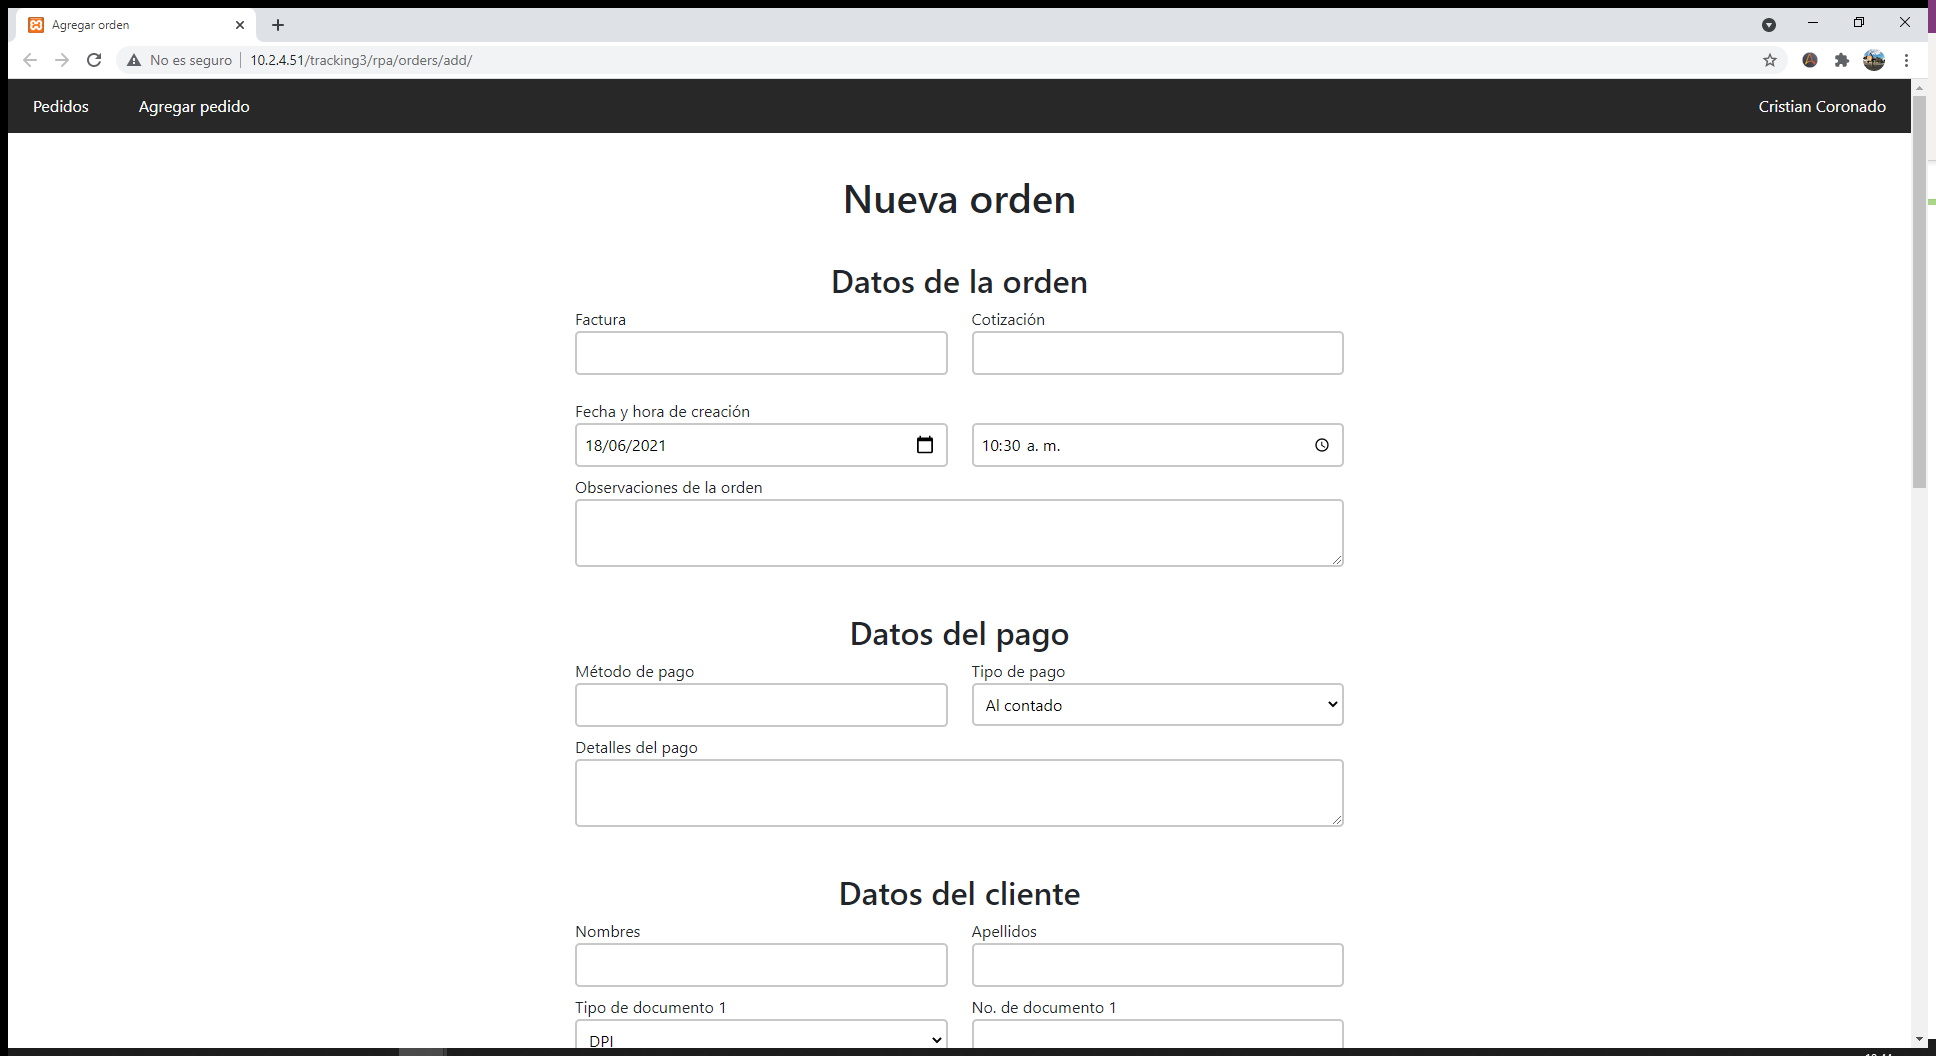 Agregar orden
No es seguro 10.2.4.51/tracking3/rpa/orders/add/
Pedidos Agregar pedido Cristian Coronado
Nueva orden
Datos de la orden
Factura Cotización
Fecha y hora de creación
18/06/2021 10:30 a. m.
Observaciones de la orden
Datos del pago
Método de pago Tipo de pago
Al contado
Detalles del pago
Datos del cliente
Nombres Apellidos
Tipo de documento 1 No. de documento 1
DPI